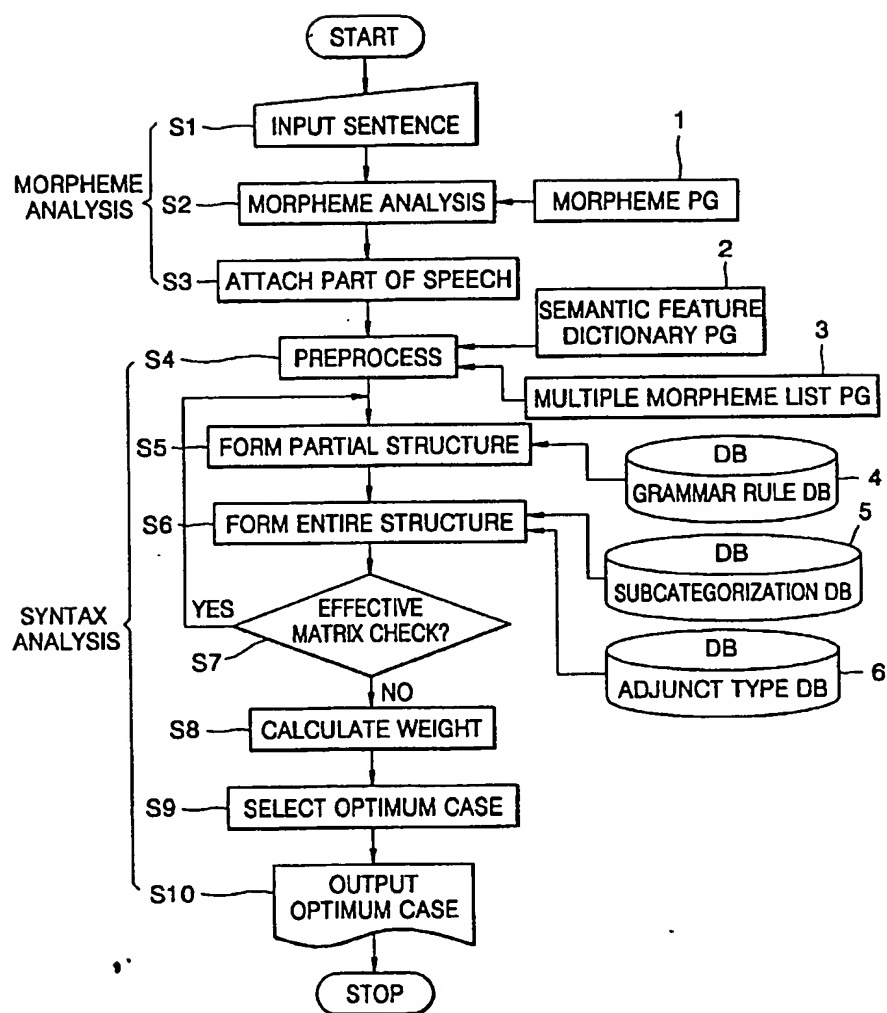 START
S1
INPUT SENTENCE
1
MORPHEME
ANALYSIS
S2
MORPHEME ANALYSIS
MORPHEME PG
S3
ATTACH PART OF SPEECH
2
SEMANTIC FEATURE
DICTIONARY PG
S4
PREPROCESS
3
MULTIPLE MORPHEME LIST PG
S5
FORM PARTIAL STRUCTURE
DB
GRAMMAR RULE DB
4
S6
FORM ENTIRE STRUCTURE
5
DB
SUBCATEGORIZATION DB
SYNTAX
ANALYSIS
YES
EFFECTIVE
MATRIX CHECK?
S7
NO
DB
ADJUNCT TYPE DB
6
S8
CALCULATE WEIGHT
S9
SELECT OPTIMUM CASE
S10
OUTPUT
OPTIMUM CASE
STOP